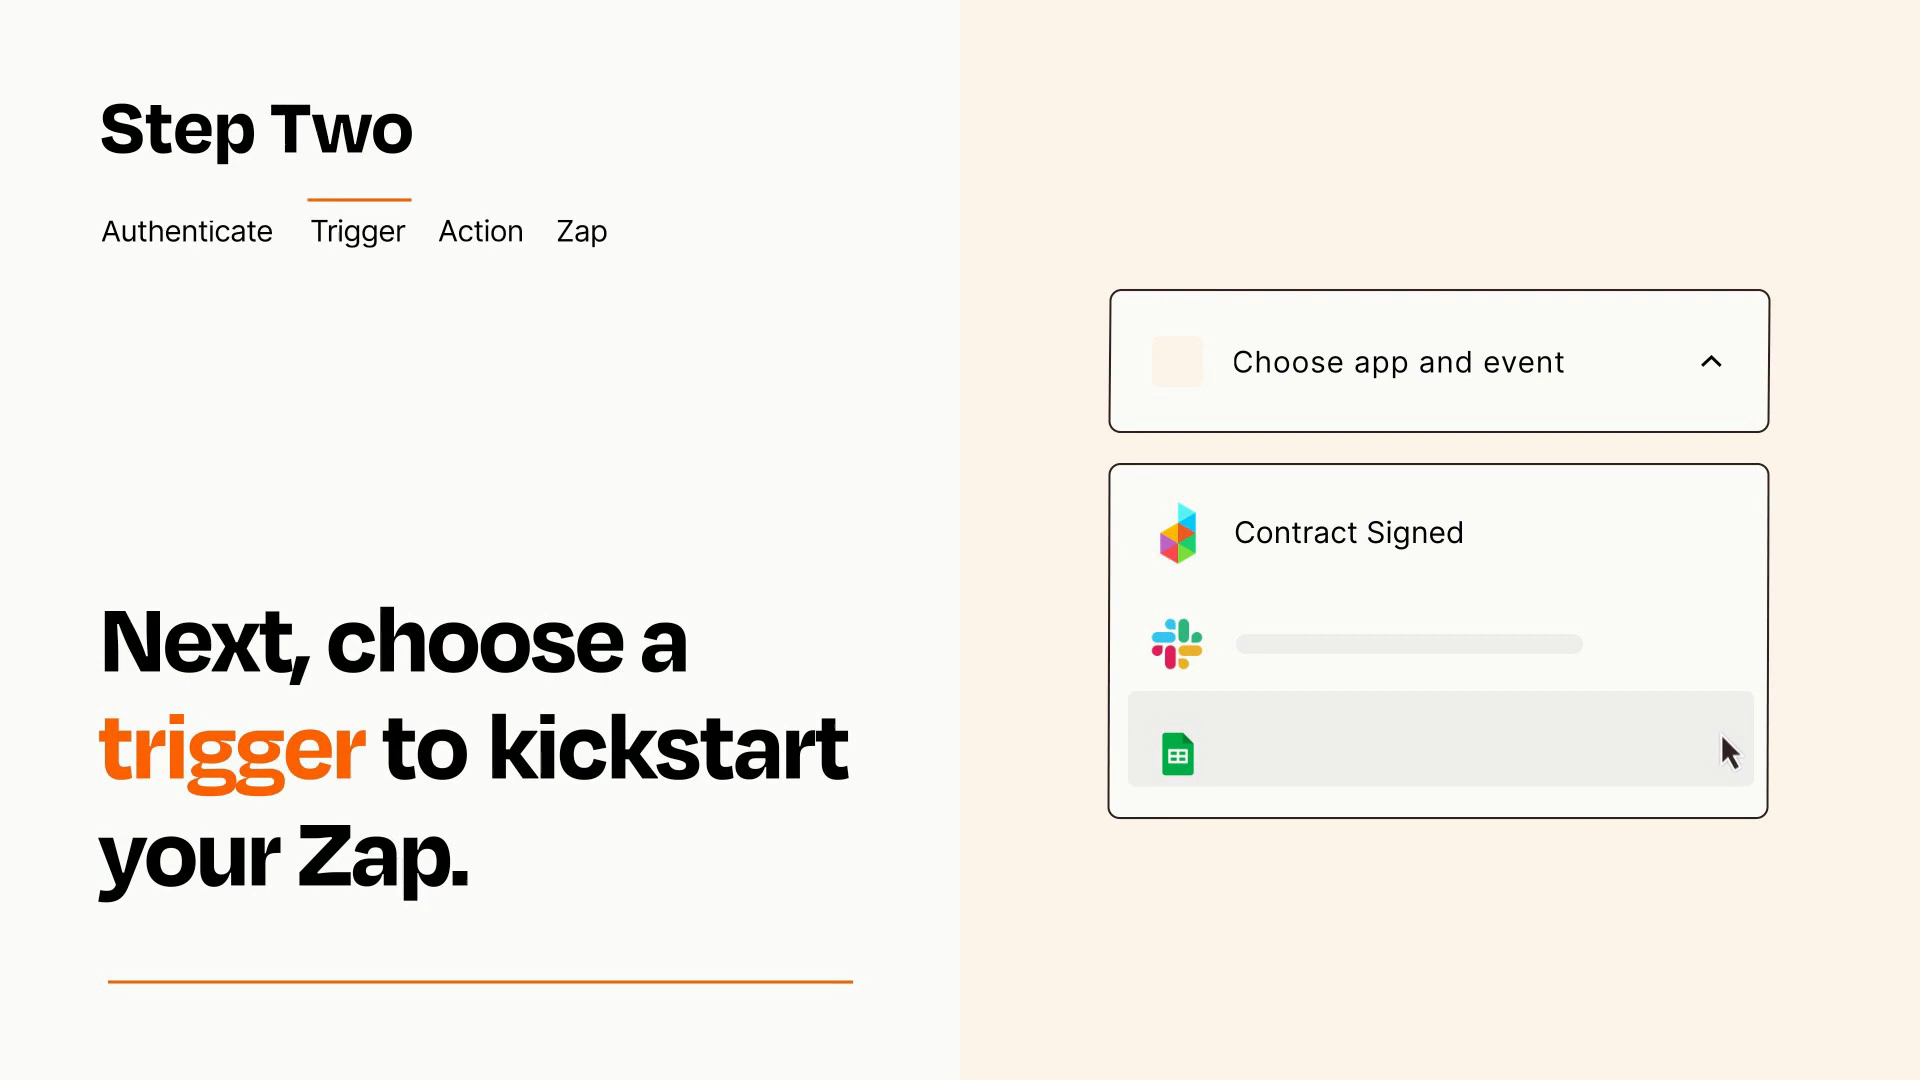 Step Two
Authenticate Trigger Action Zap
Next, choose a
trigger to kickstart
your Zap.
Choose app and event
Contract Signed